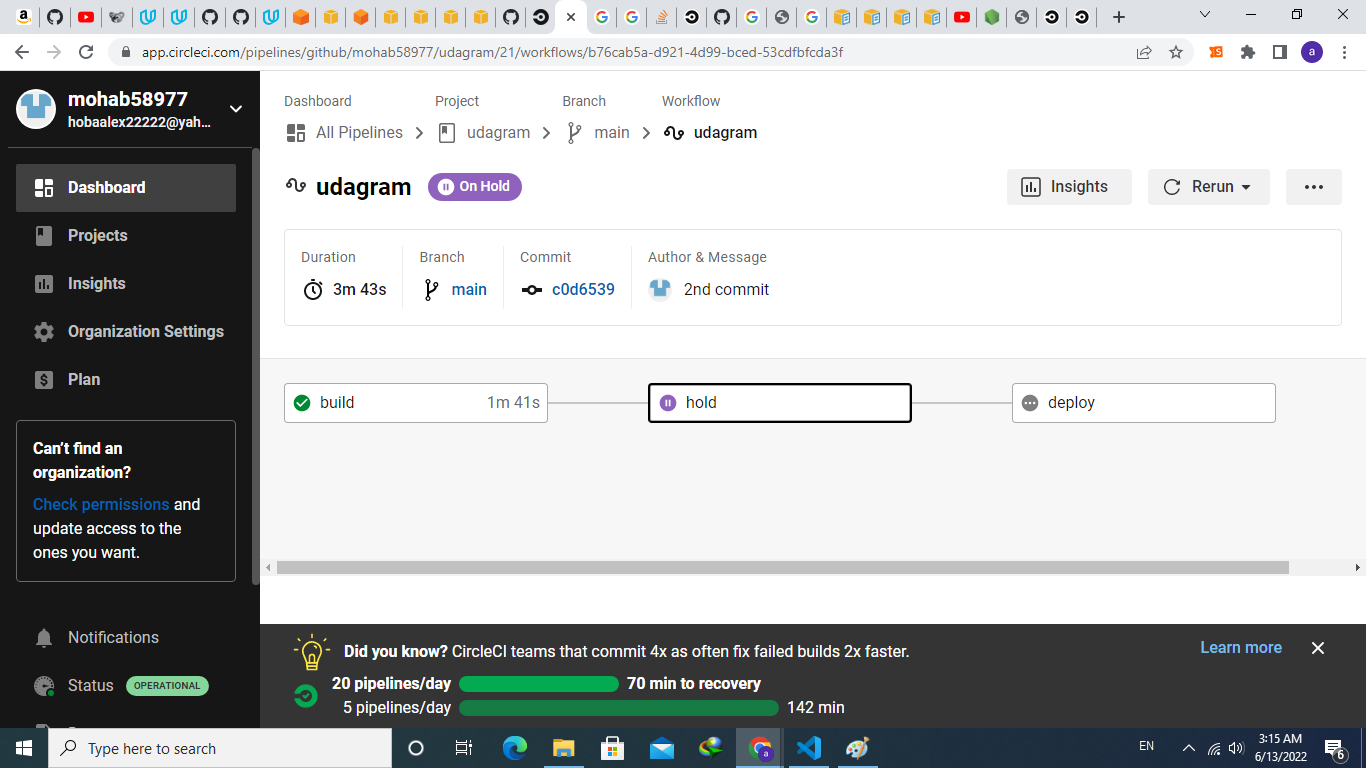 app.circleci.com/pipelines/github/mohab58977/udagram/21/workflows/b76cab5a-d921-4d99-bced-53cdfbfcda3f
a
mohab58977
hobaalex22222@yah...
Dashboard
Projects
Insights
Organization Settings
Plan
Can't find an
organization?
Check permissions and
update access to the
ones you want.
Notifications
Status OPERATIONAL
Dashboard Project Branch Workflow
All Pipelines udagram main udagram
udagram On Hold Insights Rerun
Duration Branch Commit Author & Message
3m 43s main c0d6539 2nd commit
build 1m 41s hold deploy
Did you know? CircleCI teams that commit 4x as often fix failed builds 2x faster. Learn more
20 pipelines/day 70 min to recovery
5 pipelines/day 142 min
Type here to search
a
EN
3:15 AM
6/13/2022
6